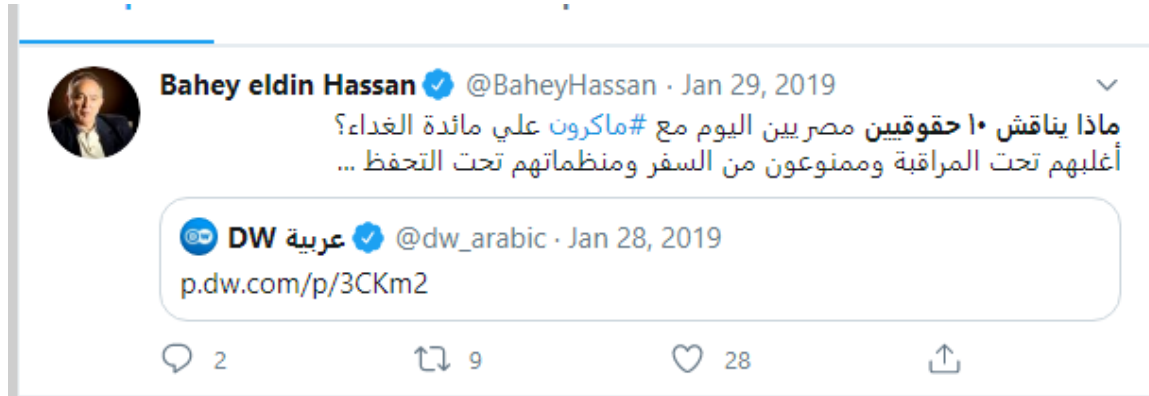 Bahey eldin Hassan @BaheyHassan · Jan 29, 2019
ماذا يناقش ١٠ حقوقيين مصريين اليوم مع #ماكرون علي مائدة الغداء؟
أغلبهم تحت المراقبة وممنوعون من السفر ومنظماتهم تحت التحفظ ...
DW عربية @dw_arabic · Jan 28, 2019
p.dw.com/p/3CKm2
2 9 28